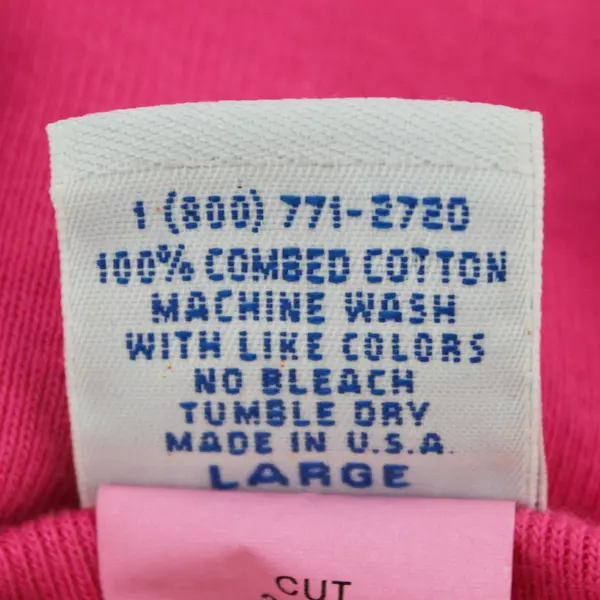 1 (800) 771-2720
100% COMBED COTTON
MACHINE WASH
WITH LIKE COLORS
NO BLEACH
TUMBLE DRY
MADE IN U.S.A.
LARGE
CUT